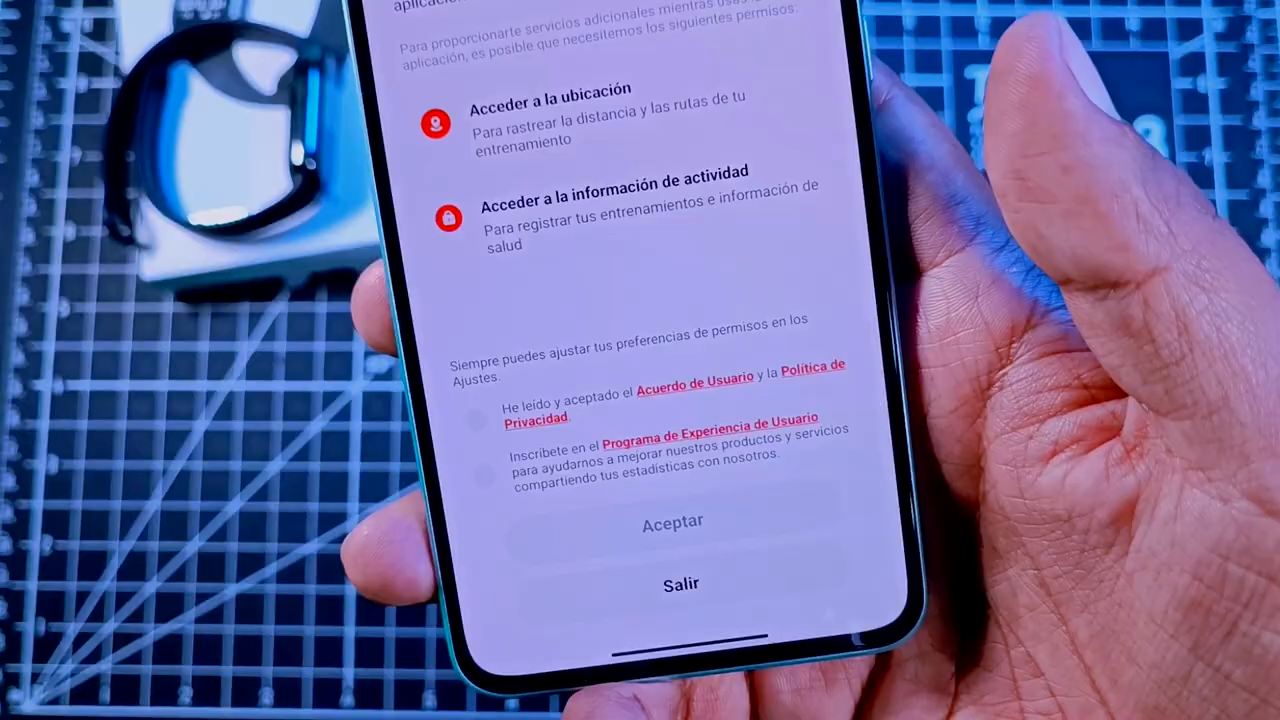 aplicación
Para proporcionarte servicios adicionales mientras usas la
aplicación, es posible que necesitemos los siguientes permisos:
Acceder a la ubicación
Para rastrear la distancia y las rutas de tu
entrenamiento
Acceder a la información de actividad
Para registrar tus entrenamientos e información de
salud
Siempre puedes ajustar tus preferencias de permisos en los
Ajustes.
He leído y aceptado el Acuerdo de Usuario y la Política de
Privacidad.
Inscríbete en el Programa de Experiencia de Usuario
para ayudarnos a mejorar nuestros productos y servicios
compartiendo tus estadísticas con nosotros.
Aceptar
Salir